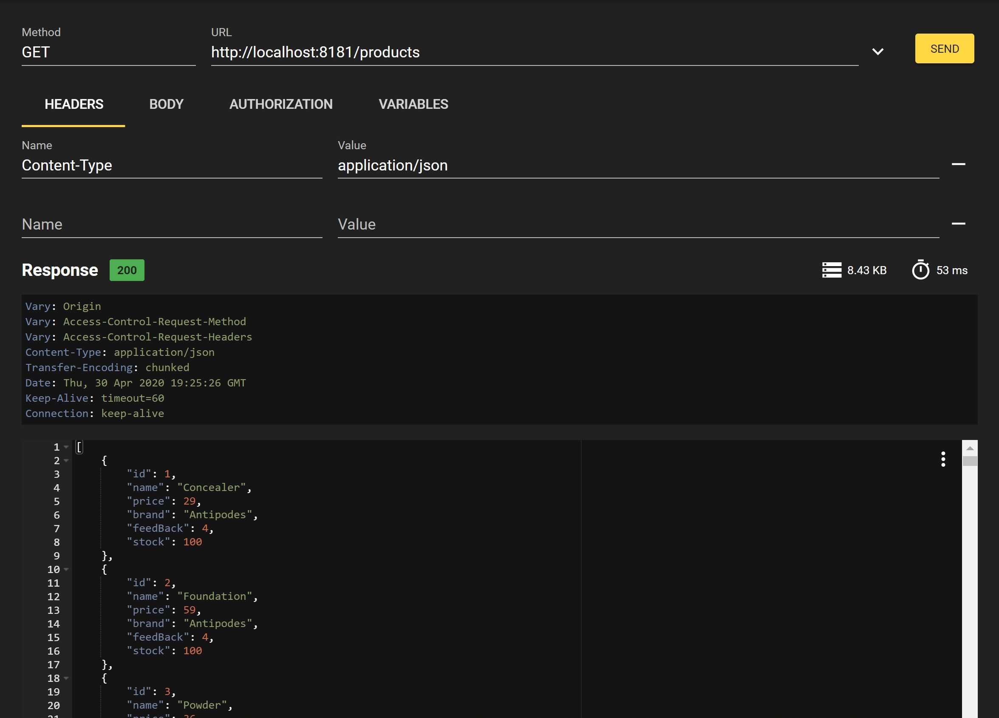 Method URL
GET http://localhost:8181/products SEND
HEADERS BODY AUTHORIZATION VARIABLES
Name Value
Content-Type application/json
Name Value
Response 200 8.43 KB 53 ms
Vary: Origin
Vary: Access-Control-Request-Method
Vary: Access-Control-Request-Headers
Content-Type: application/json
Transfer-Encoding: chunked
Date: Thu, 30 Apr 2020 19:25:26 GMT
Keep-Alive: timeout=60
Connection: keep-alive
1 [
2 {
3 "id": 1,
4 "name": "Concealer",
5 "price": 29,
6 "brand": "Antipodes",
7 "feedBack": 4,
8 "stock": 100
9 },
10 {
11 "id": 2,
12 "name": "Foundation",
13 "price": 59,
14 "brand": "Antipodes",
15 "feedBack": 4,
16 "stock": 100
17 },
18 {
19 "id": 3,
20 "name": "Powder",
21 "price": 36